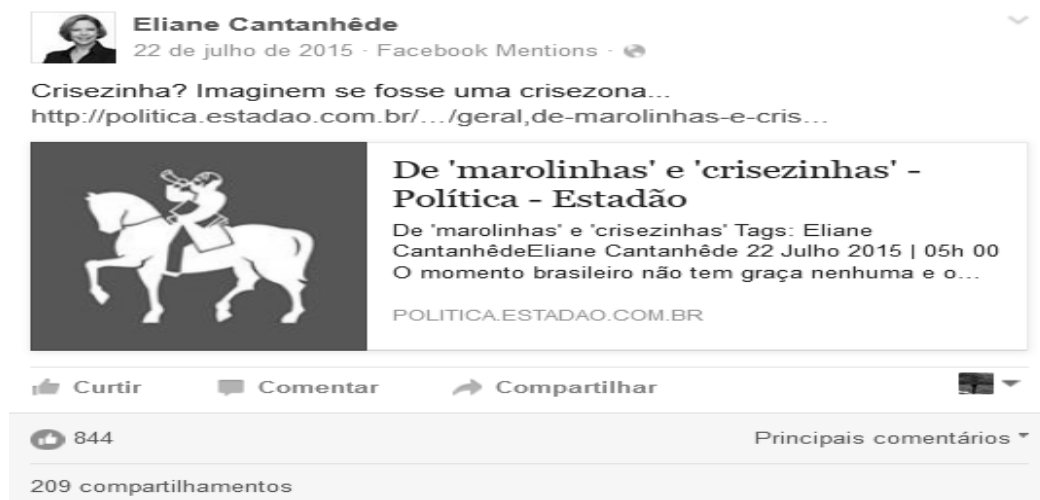 Eliane Cantanhêde
22 de julho de 2015 · Facebook Mentions ·
Crisezinha? Imaginem se fosse uma crisezona...
http://politica.estadao.com.br/.../geral,de-marolinhas-e-cris...
De 'marolinhas' e 'crisezinhas' -
Política - Estadão
De 'marolinhas' e 'crisezinhas' Tags: Eliane
CantanhêdeEliane Cantanhêde 22 Julho 2015 | 05h 00
O momento brasileiro não tem graça nenhuma e o...
POLITICA.ESTADAO.COM.BR
Curtir Comentar Compartilhar
844 Principais comentários
209 compartilhamentos